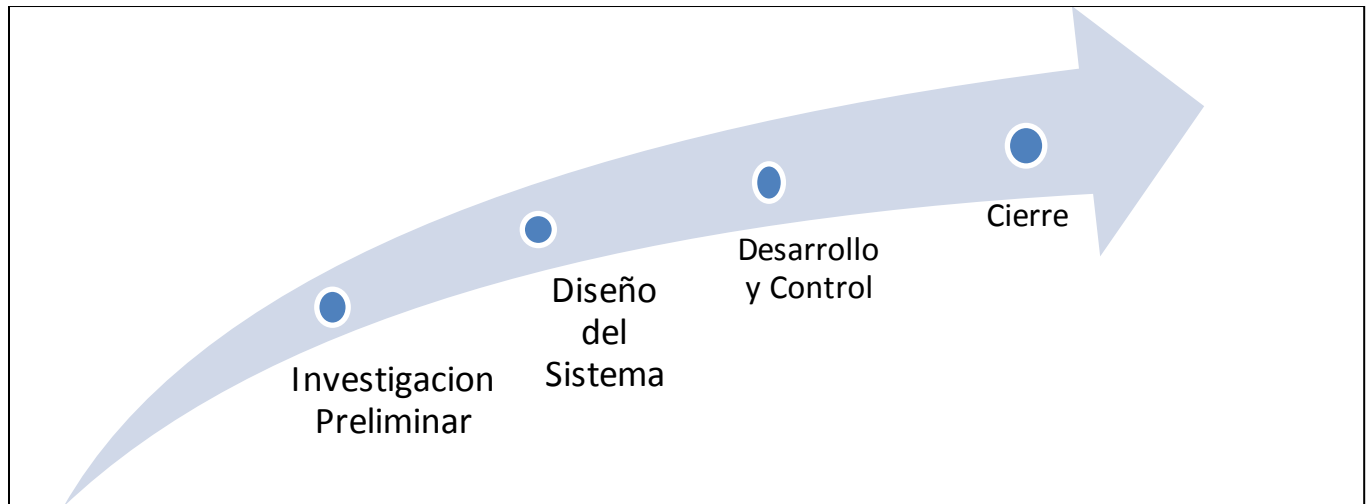 Investigacion
Preliminar
Diseño
del
Sistema
Desarrollo
y Control
Cierre